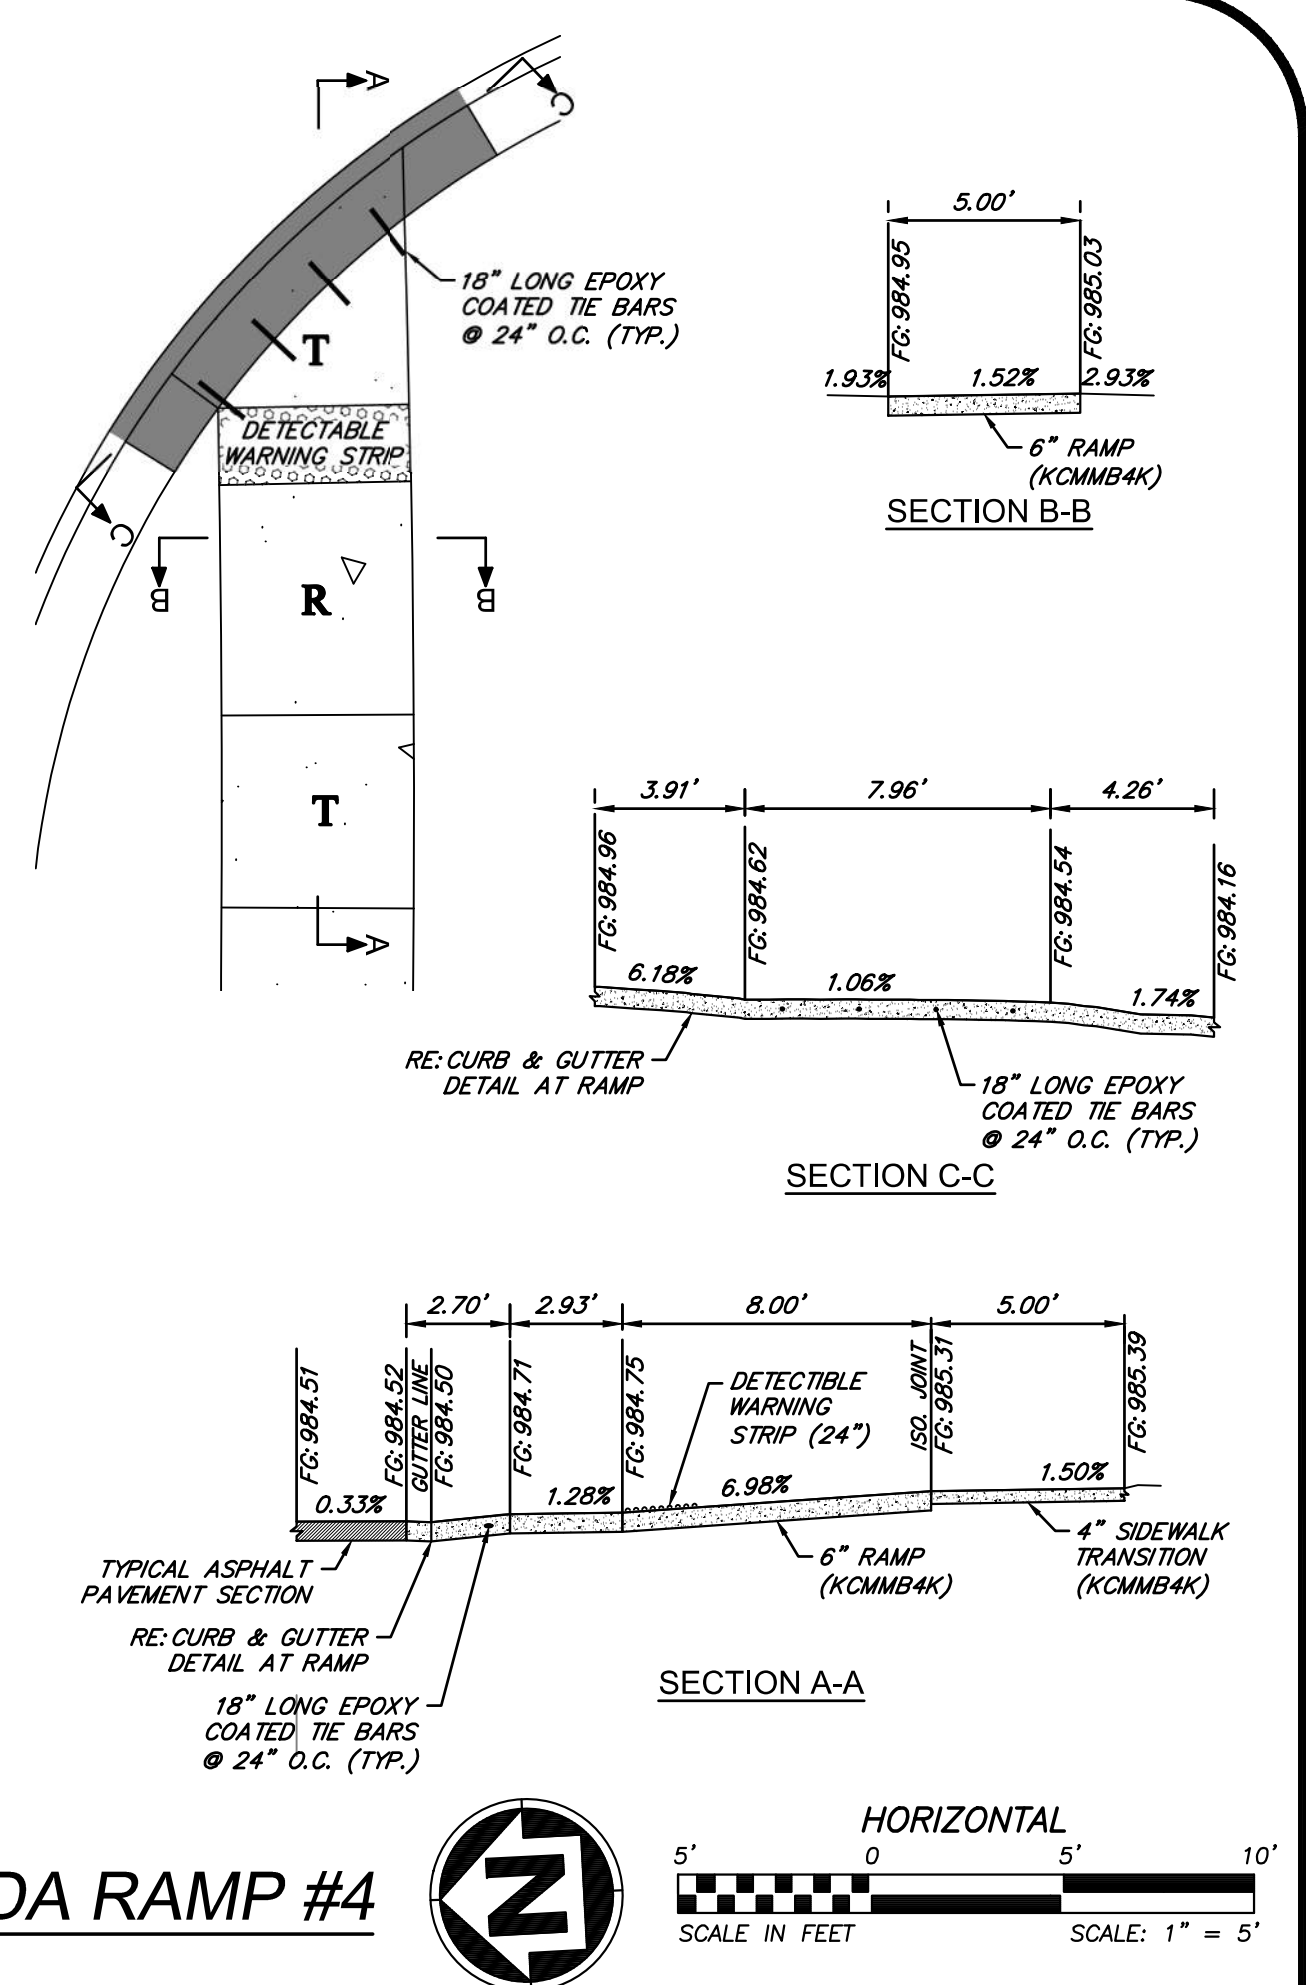 A
C
18" LONG EPOXY
COATED TIE BARS
@ 24" O.C. (TYP.)
T
DETECTABLE
WARNING STRIP
C
B
B
R
T
A
5.00'
FG: 984.95
FG: 985.03
1.93%
1.52%
2.93%
6" RAMP
(KCMMB4K)
SECTION B-B
3.91'
7.96'
4.26'
FG: 984.96
FG: 984.62
FG: 984.54
FG: 984.16
6.18%
1.06%
1.74%
RE: CURB & GUTTER
DETAIL AT RAMP
18" LONG EPOXY
COATED TIE BARS
@ 24" O.C. (TYP.)
SECTION C-C
2.70'
2.93'
8.00'
5.00'
FG: 984.51
FG: 984.52
GUTTER LINE
FG: 984.50
FG: 984.71
FG: 984.75
DETECTIBLE
WARNING
STRIP (24")
ISO. JOINT
FG: 985.31
FG: 985.39
0.33%
1.28%
6.98%
1.50%
TYPICAL ASPHALT
PAVEMENT SECTION
RE: CURB & GUTTER
DETAIL AT RAMP
18" LONG EPOXY
COATED TIE BARS
@ 24" O.C. (TYP.)
6" RAMP
(KCMMB4K)
4" SIDEWALK
TRANSITION
(KCMMB4K)
SECTION A-A
DA RAMP #4
N
HORIZONTAL
5' 0 5' 10'
SCALE IN FEET
SCALE: 1" = 5'